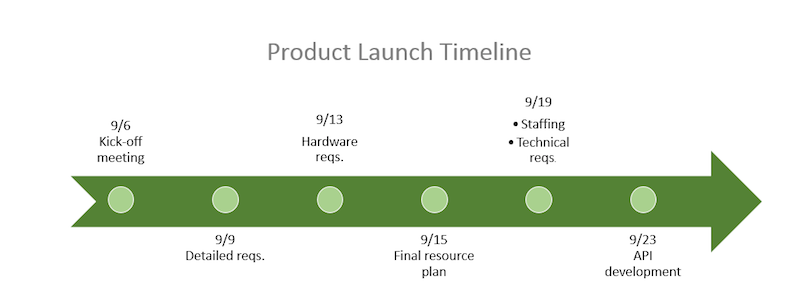 Product Launch Timeline
9/6
Kick-off
meeting
9/9
Detailed reqs.
9/13
Hardware
reqs.
9/15
Final resource
plan
9/19
• Staffing
• Technical
reqs
9/23
API
development